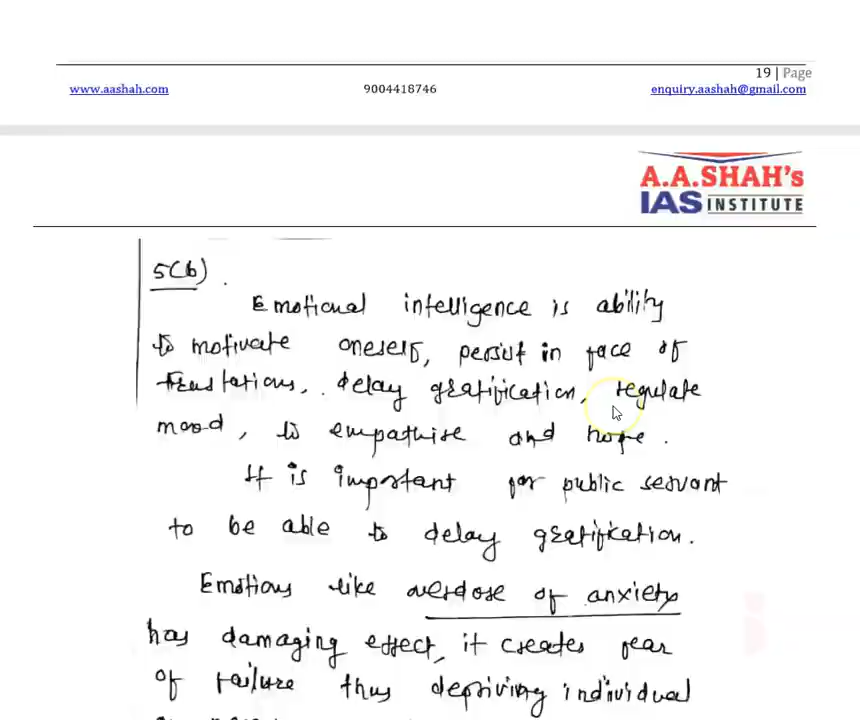 19 | Page
www.aashah.com 9004418746 enquiry.aashah@gmail.com
A.A.SHAH's
IAS INSTITUTE
5(b).
Emotional intelligence is ability
to motivate oneself, persist in face of
frustations, delay gratification, regulate
mood, to empathise and hope.
It is important for public servant
to be able to delay gratification.
Emotions like overdose of anxiety
has damaging effect, it creates fear
of failure thus depriving individual